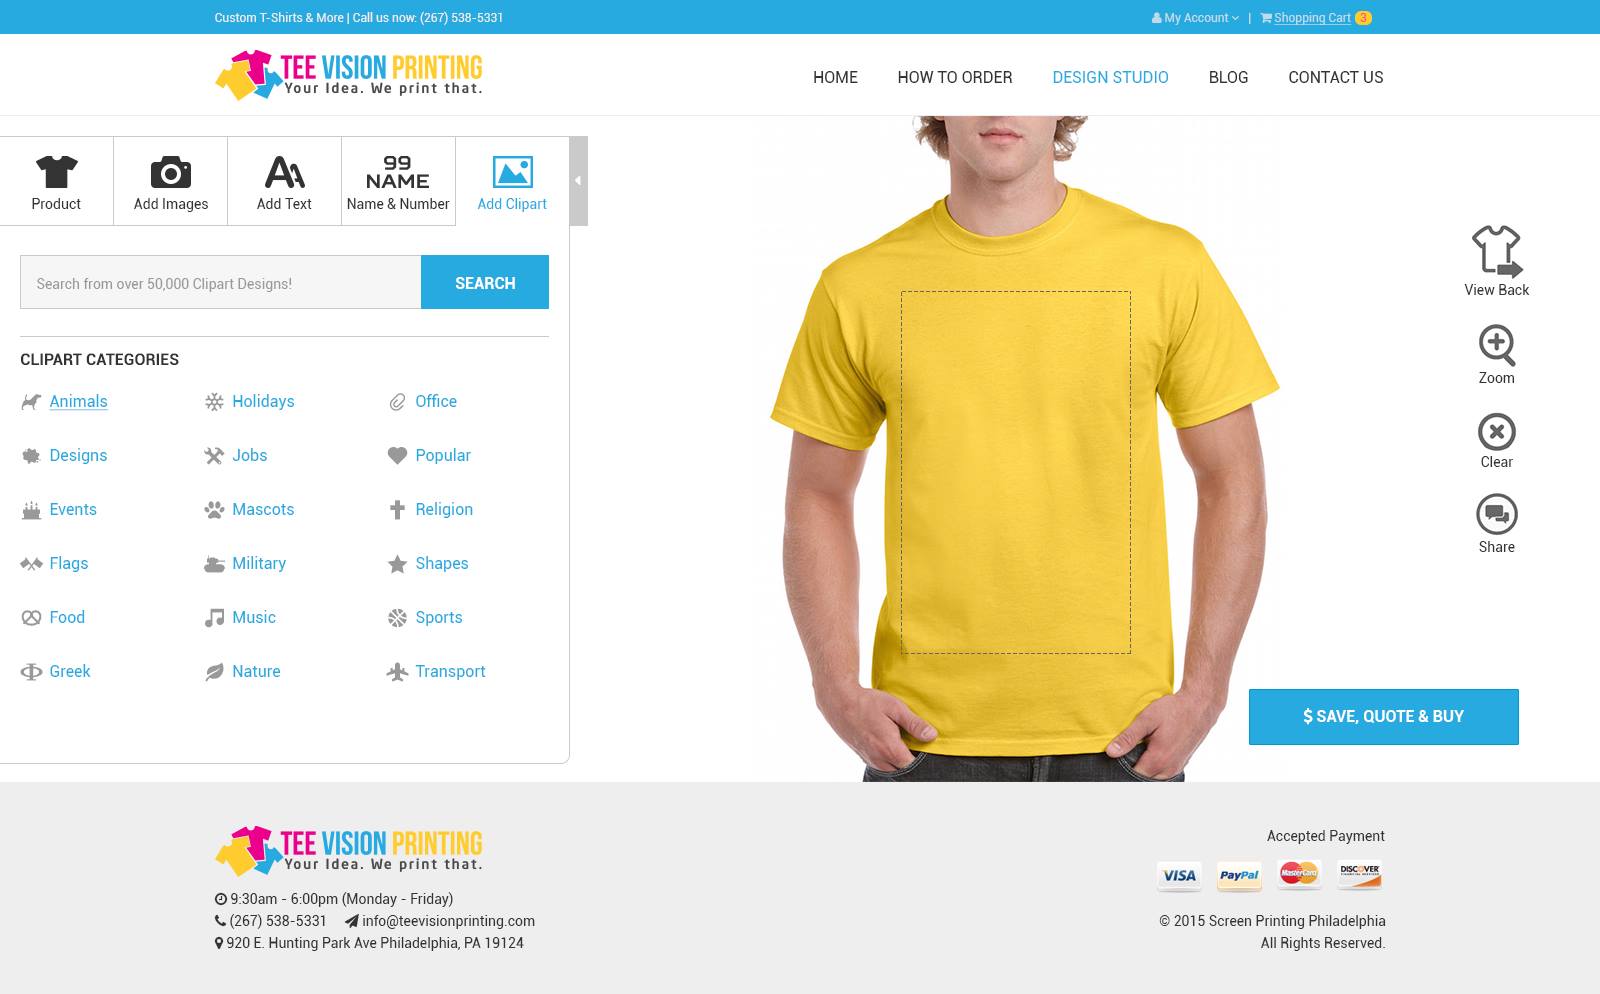 Custom T-Shirts & More | Call us now: (267) 538-5331
My Account | Shopping Cart 3
TEE VISION PRINTING
Your Idea. We print that.
HOME HOW TO ORDER DESIGN STUDIO BLOG CONTACT US
99
NAME
Product Add Images Add Text Name & Number Add Clipart
Search from over 50,000 Clipart Designs! SEARCH
CLIPART CATEGORIES
Animals Holidays Office
Designs Jobs Popular
Events Mascots Religion
Flags Military Shapes
Food Music Sports
Greek Nature Transport
View Back
Zoom
Clear
Share
$ SAVE, QUOTE & BUY
TEE VISION PRINTING
Your Idea. We print that.
9:30am - 6:00pm (Monday - Friday)
(267) 538-5331 info@teevisionprinting.com
920 E. Hunting Park Ave Philadelphia, PA 19124
Accepted Payment
VISA PayPal MasterCard DISCOVER
© 2015 Screen Printing Philadelphia
All Rights Reserved.